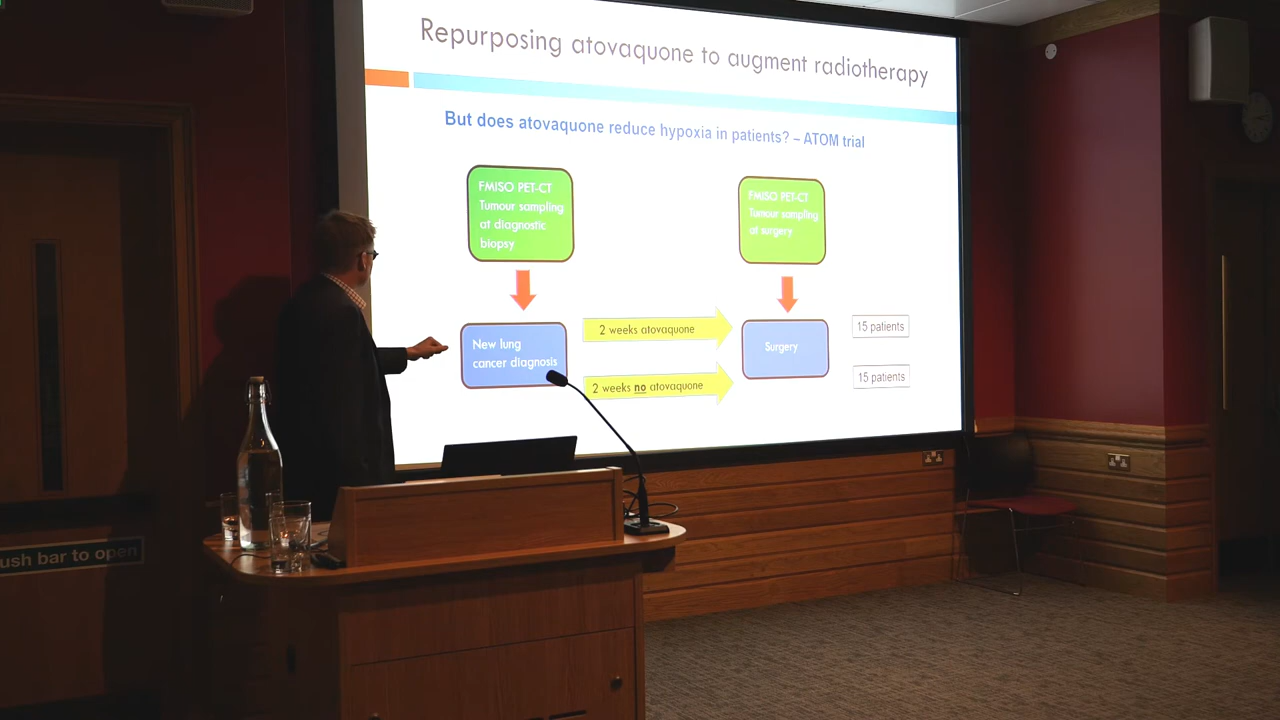 Repurposing atovaquone to augment radiotherapy
But does atovaquone reduce hypoxia in patients? – ATOM trial
FMISO PET-CT
Tumour sampling
at diagnostic
biopsy
FMISO PET-CT
Tumour sampling
at surgery
New lung
cancer diagnosis
2 weeks atovaquone
2 weeks no atovaquone
Surgery
15 patients
15 patients
ush bar to open